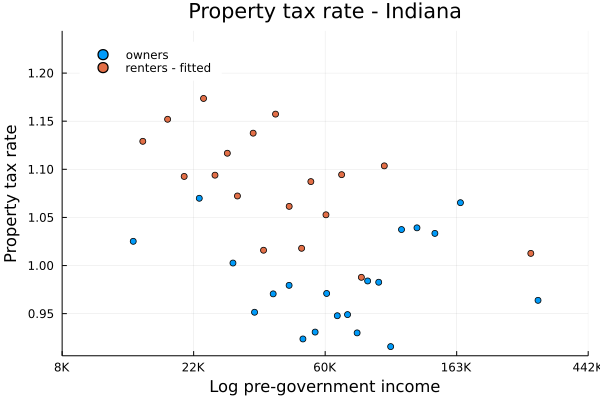 Property tax rate - Indiana
owners
renters - fitted
Property tax rate
1.20
1.15
1.10
1.05
1.00
0.95
8K
22K
60K
163K
442K
Log pre-government income